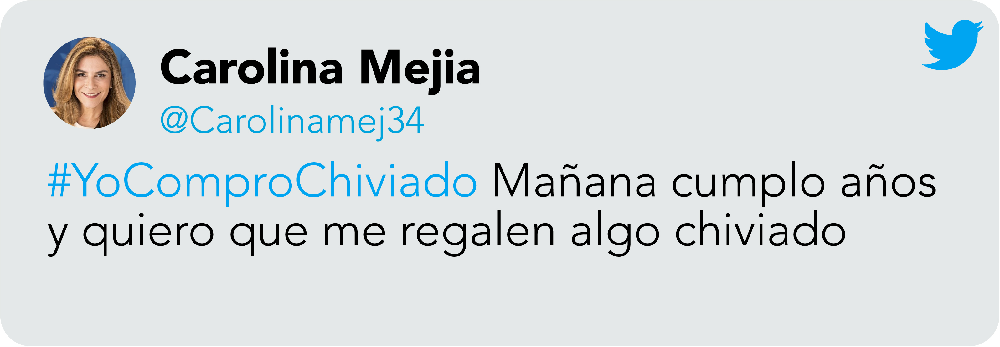 Carolina Mejia
@Carolinamej34
#YoComproChiviado Mañana cumplo años
y quiero que me regalen algo chiviado